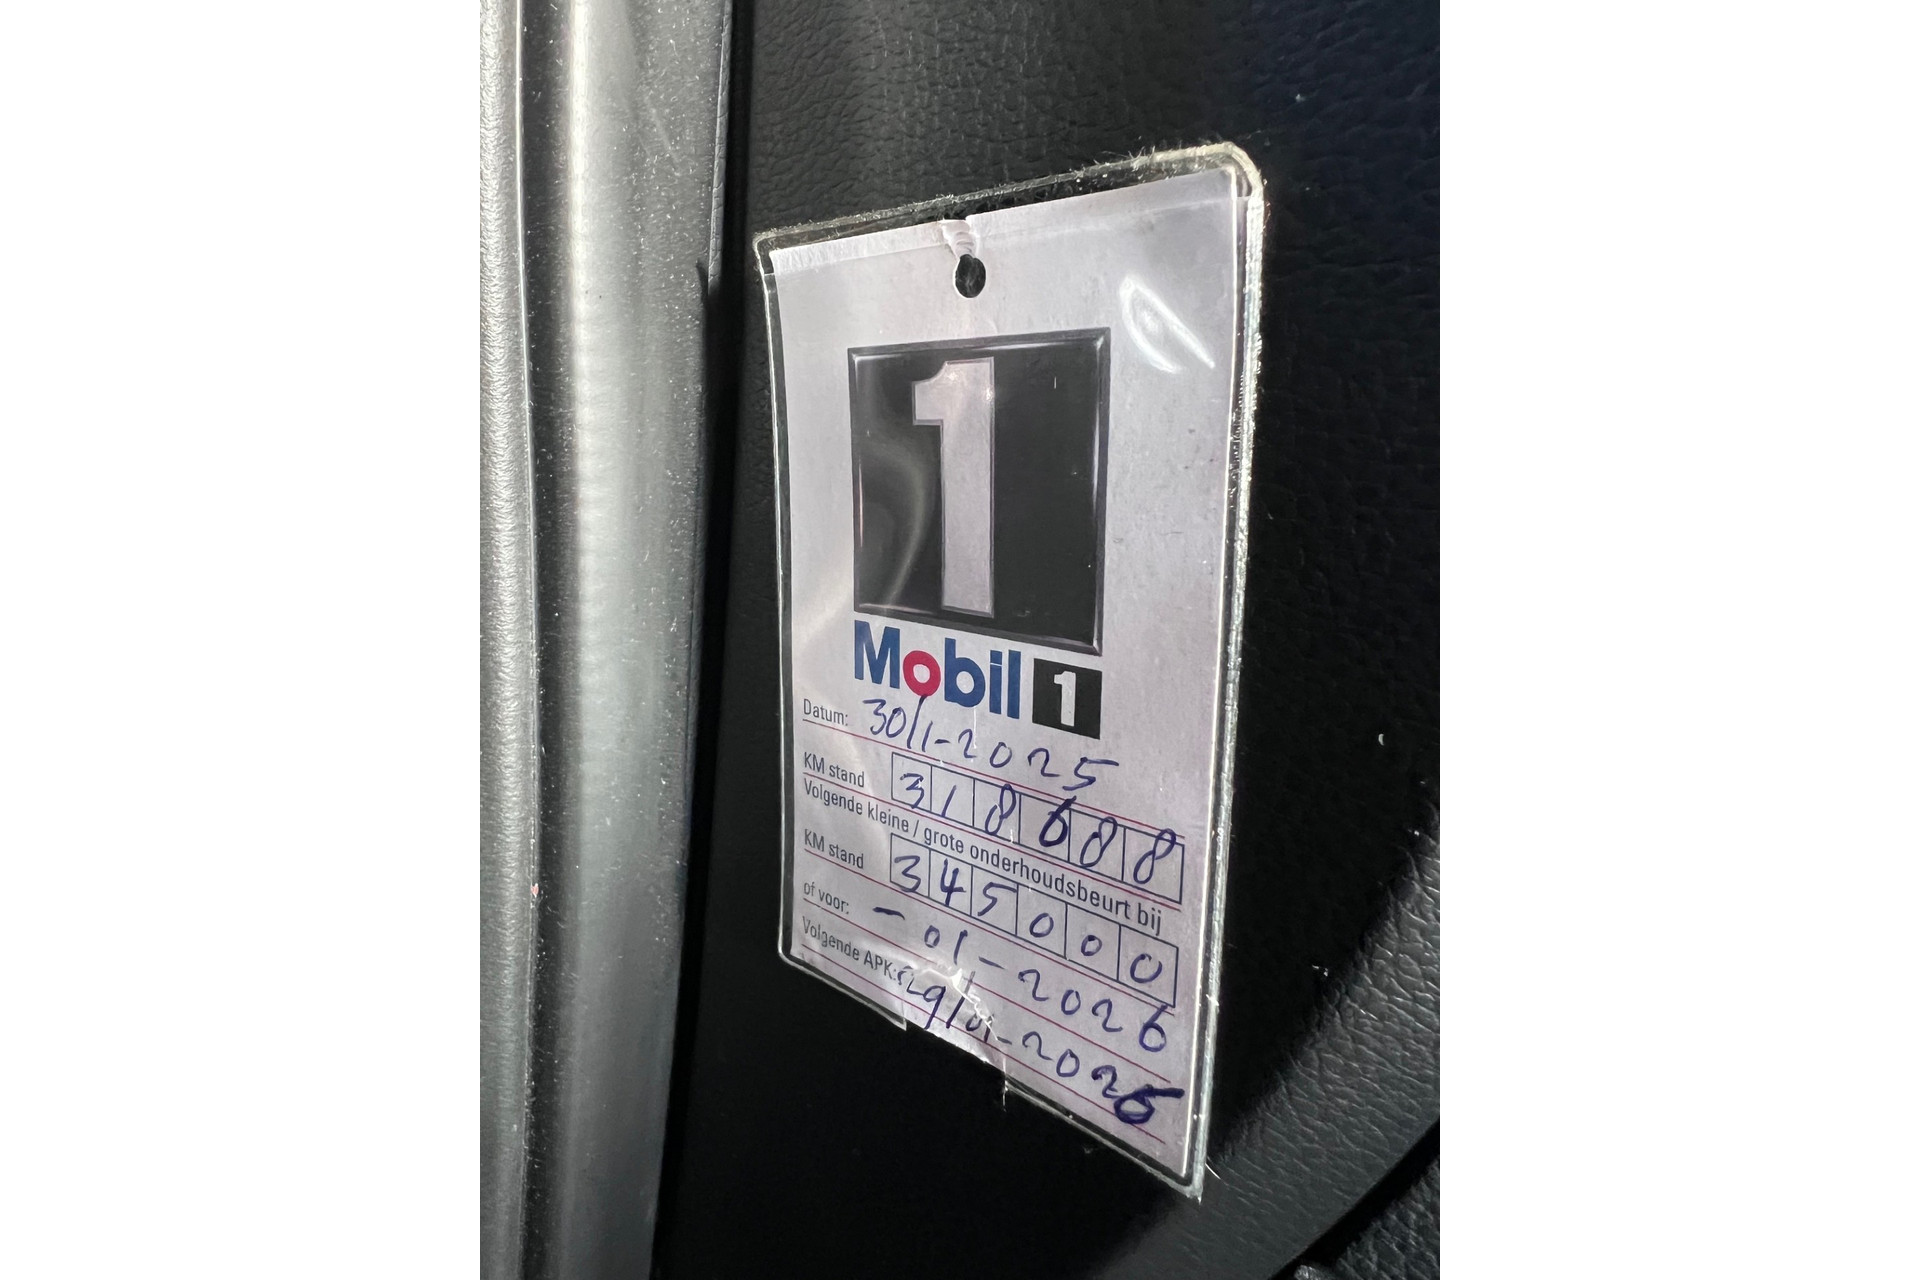 1
Mobil 1
Datum: 30/1-2025
KM stand 318688
Volgende kleine / grote onderhoudsbeurt bij
KM stand 345000
of voor: - 01-2026
Volgende APK: 29/01-2026